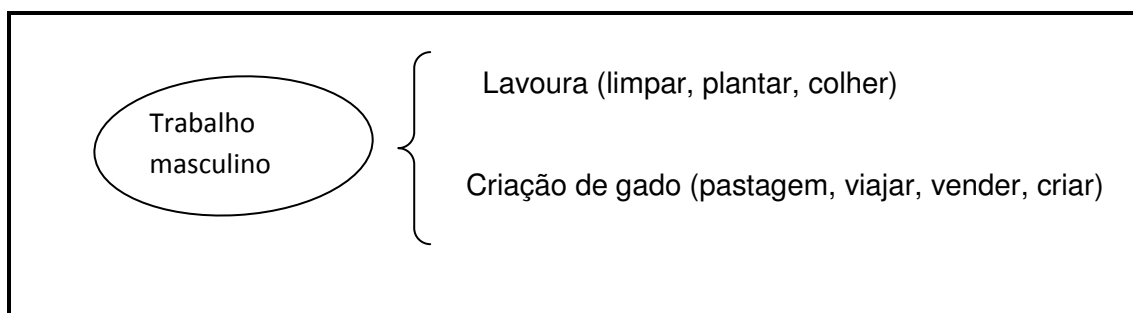 Trabalho
masculino
Lavoura (limpar, plantar, colher)
Criação de gado (pastagem, viajar, vender, criar)